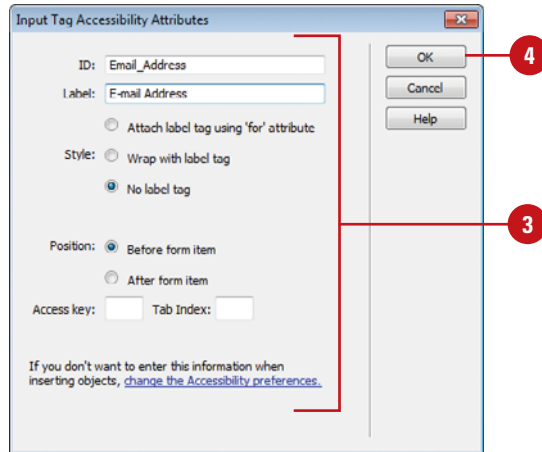 Input Tag Accessibility Attributes
ID: Email_Address
Label: E-mail Address
Attach label tag using 'for' attribute
Style: Wrap with label tag
No label tag
Position: Before form item
After form item
Access key: Tab Index:
If you don't want to enter this information when
inserting objects, change the Accessibility preferences.
OK
Cancel
Help
4
3